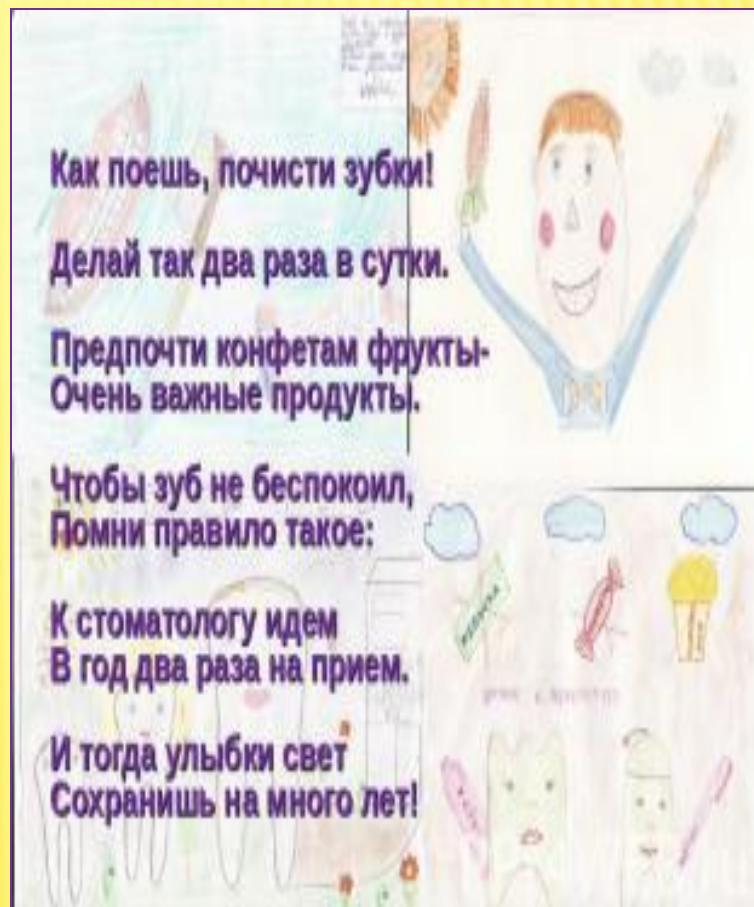 Как поешь, почисти зубки!
Делай так два раза в сутки.
Предпочти конфетам фрукты-
Очень важные продукты.
Чтобы зуб не беспокоил,
Помни правило такое:
К стоматологу идем
В год два раза на прием.
И тогда улыбки свет
Сохранишь на много лет!